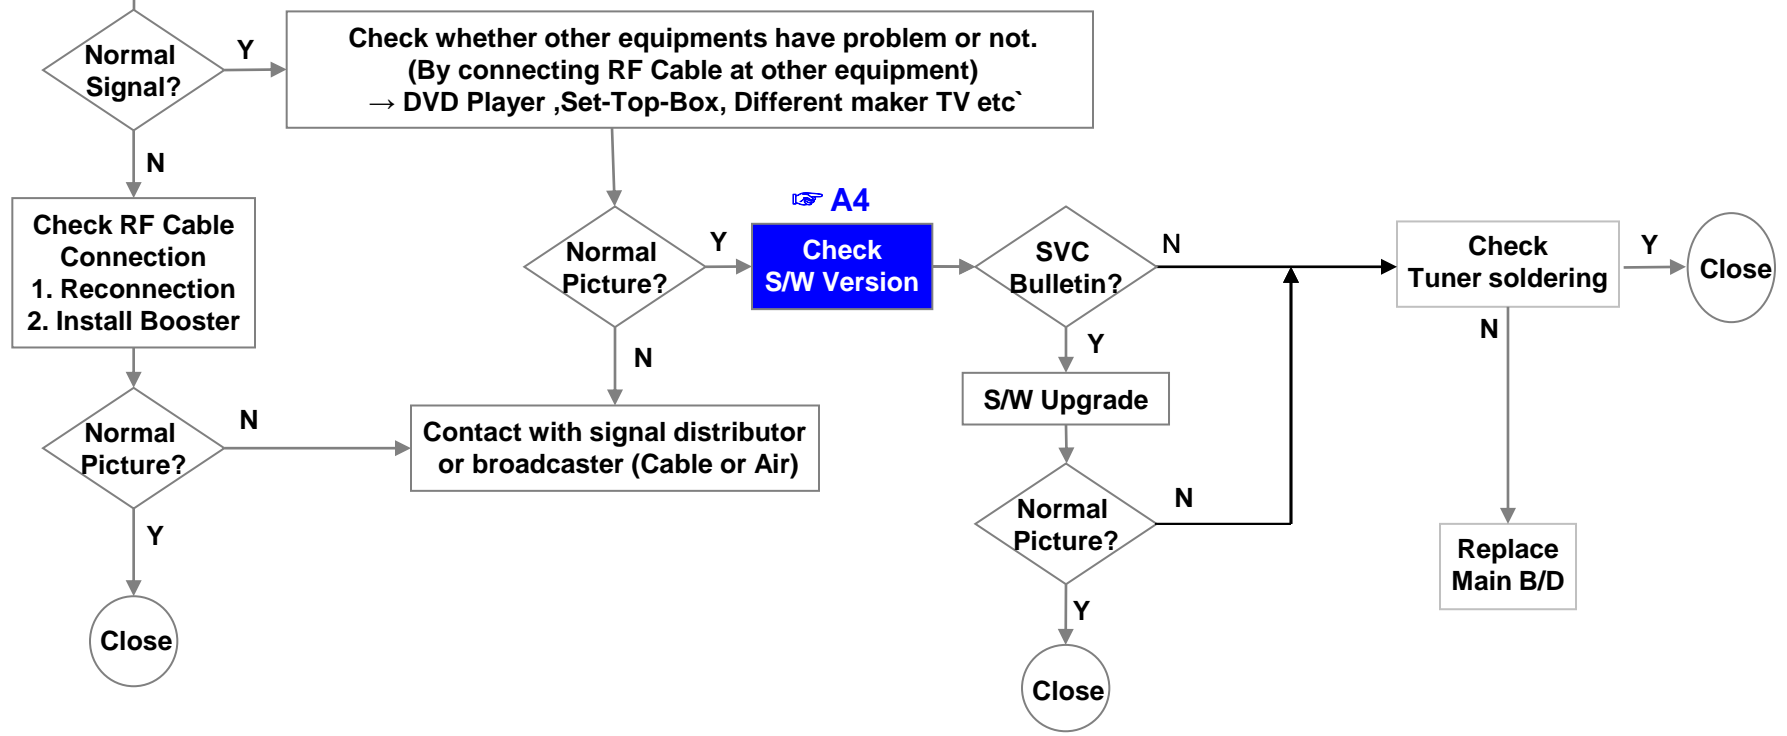 Normal
Signal?
Y
Check whether other equipments have problem or not.
(By connecting RF Cable at other equipment)
→ DVD Player ,Set-Top-Box, Different maker TV etc`
N
Check RF Cable
Connection
1. Reconnection
2. Install Booster
Normal
Picture?
N
Y
Close
Normal
Picture?
Y
N
Contact with signal distributor
or broadcaster (Cable or Air)
☞ A4
Check
S/W Version
SVC
Bulletin?
N
Y
S/W Upgrade
Normal
Picture?
N
Y
Close
Check
Tuner soldering
Y
Close
N
Replace
Main B/D